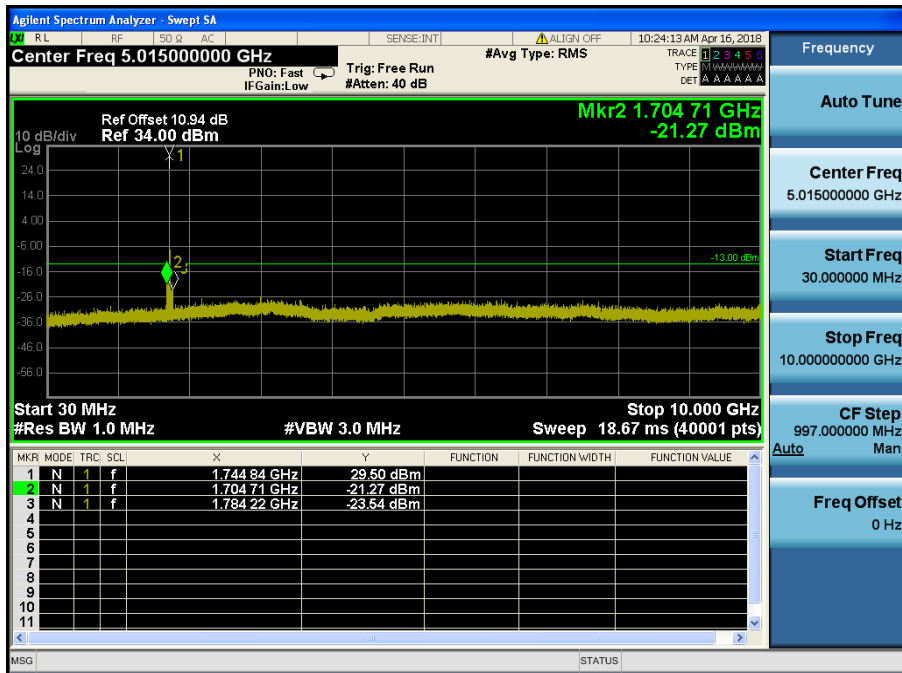 Agilent Spectrum Analyzer - Swept SA
LXI RL RF 50 Ω AC SENSE:INT ALIGN OFF 10:24:13 AM Apr 16, 2018
Center Freq 5.015000000 GHz
PNO: Fast
IFGain:Low
Trig: Free Run
#Atten: 40 dB
#Avg Type: RMS
TRACE 1 2 3 4 5 6
TYPE M W W W W W
DET A A A A A A
Ref Offset 10.94 dB
10 dB/div Ref 34.00 dBm
Log
Mkr2 1.704 71 GHz
-21.27 dBm
1
24.0
14.0
4.00
-6.00
-13.00 dBm
2
3
-16.0
-26.0
-36.0
-46.0
-56.0
Start 30 MHz Stop 10.000 GHz
#Res BW 1.0 MHz #VBW 3.0 MHz Sweep 18.67 ms (40001 pts)
MKR MODE TRC SCL X Y FUNCTION FUNCTION WIDTH FUNCTION VALUE
1 N 1 f 1.744 84 GHz 29.50 dBm
2 N 1 f 1.704 71 GHz -21.27 dBm
3 N 1 f 1.784 22 GHz -23.54 dBm
4
5
6
7
8
9
10
11
MSG STATUS
Frequency
Auto Tune
Center Freq
5.015000000 GHz
Start Freq
30.000000 MHz
Stop Freq
10.000000000 GHz
CF Step
997.000000 MHz
Auto Man
Freq Offset
0 Hz